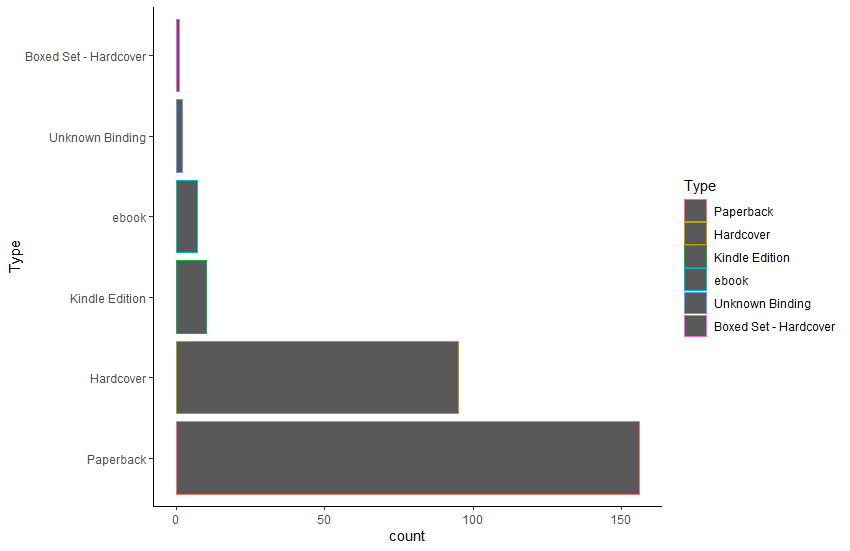 Boxed Set - Hardcover
Unknown Binding
ebook
Kindle Edition
Hardcover
Paperback
Type
0 50 100 150
count
Type
Paperback
Hardcover
Kindle Edition
ebook
Unknown Binding
Boxed Set - Hardcover